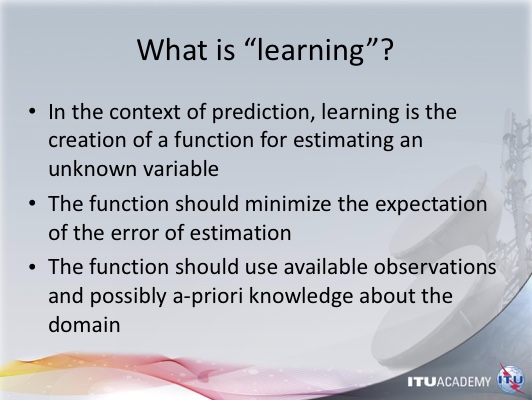 What is “learning”?
• In the context of prediction, learning is the
creation of a function for estimating an
unknown variable
• The function should minimize the expectation
of the error of estimation
• The function should use available observations
and possibly a-priori knowledge about the
domain
ITUACADEMY ITU